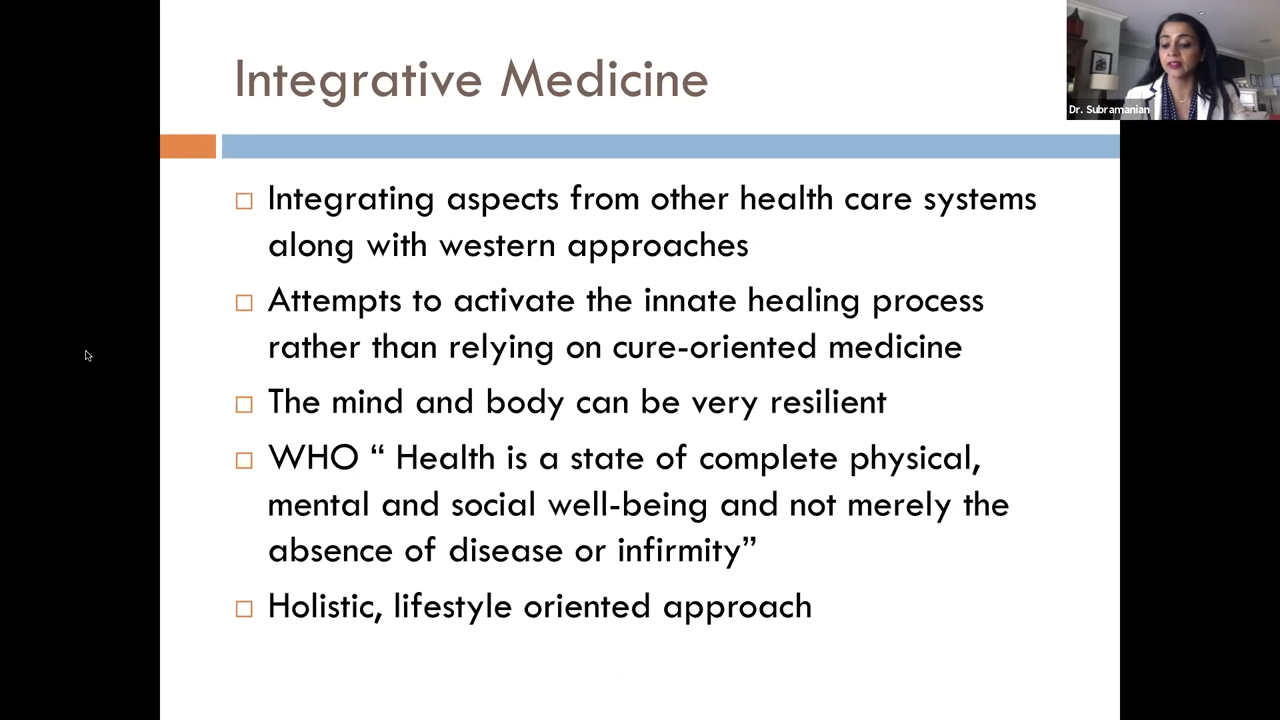 Integrative Medicine
Dr. Subramanian
Integrating aspects from other health care systems
along with western approaches
Attempts to activate the innate healing process
rather than relying on cure-oriented medicine
The mind and body can be very resilient
WHO “ Health is a state of complete physical,
mental and social well-being and not merely the
absence of disease or infirmity”
Holistic, lifestyle oriented approach